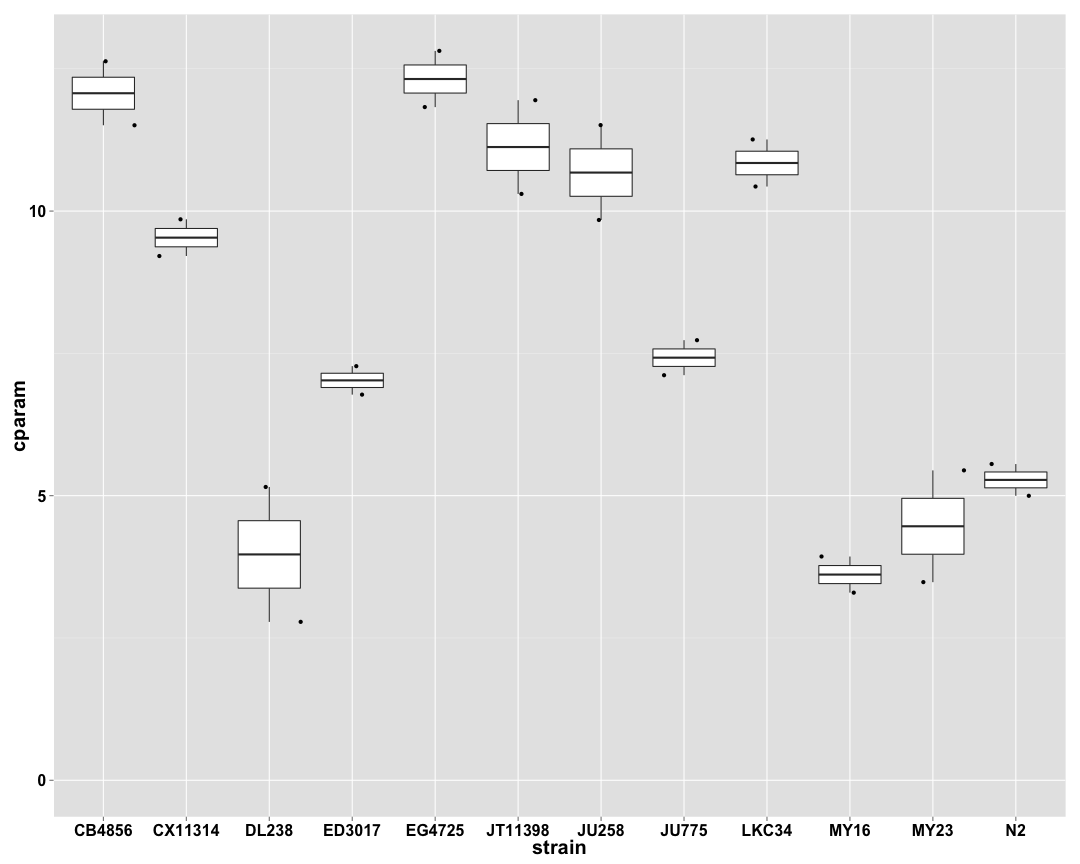 cparam
10
5
0
CB4856 CX11314 DL238 ED3017 EG4725 JT11398 JU258 JU775 LKC34 MY16 MY23 N2
strain